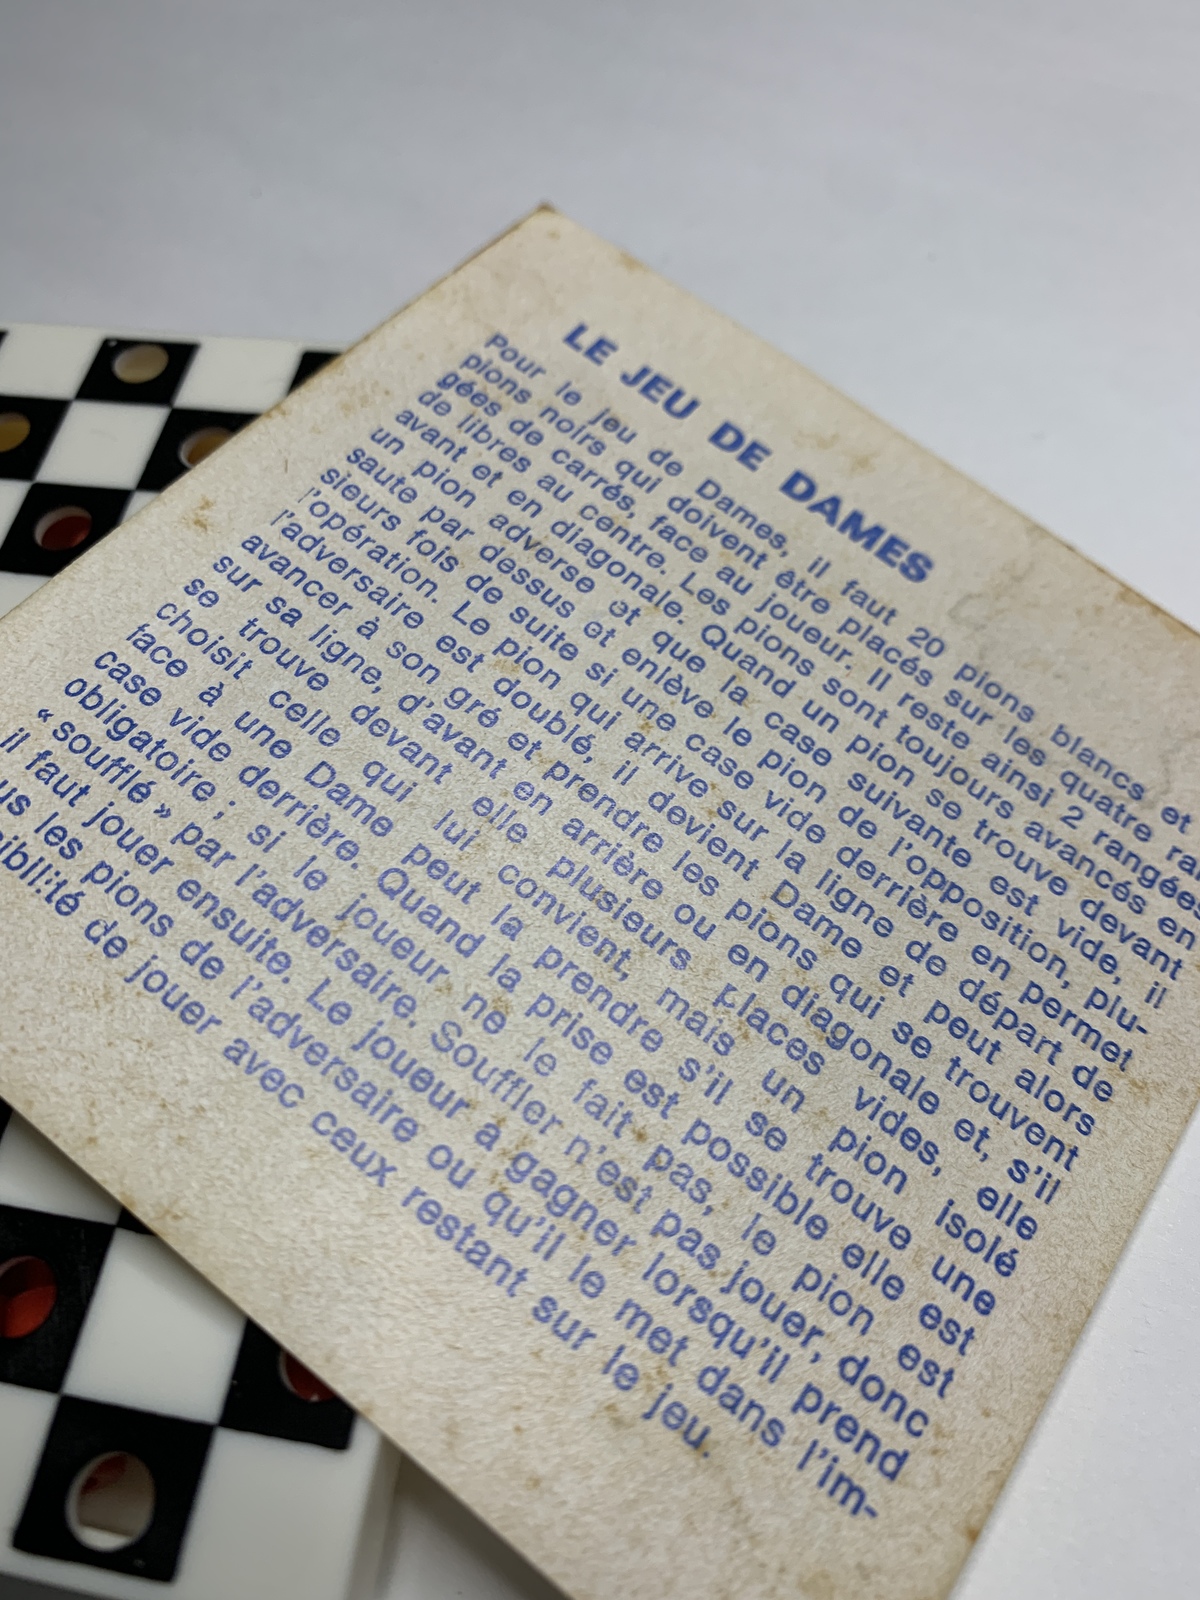 LE JEU DE DAMES
Pour le jeu de Dames, il faut 20 pions blancs et
pions noirs qui doivent être placés sur les quatre ran
gées de carrés, face au joueur. Il reste ainsi 2 rangées
de libres au centre. Les pions sont toujours avancés en
avant et en diagonale. Quand un pion se trouve devant
un pion adverse et que la case suivante est vide, il
saute par dessus et enlève le pion de l'opposition, plu-
sieurs fois de suite si une case vide derrière en permet
l'opération. Le pion qui arrive sur la ligne de départ de
l'adversaire est doublé, il devient Dame et peut alors
avancer à son gré et prendre les pions qui se trouvent
sur sa ligne, d'avant en arrière ou en diagonale et, s'il
se trouve devant elle plusieurs places vides, elle
choisit celle qui lui convient, mais un pion isolé
face à une Dame peut la prendre s'il se trouve une
case vide derrière. Quand la prise est possible elle est
obligatoire ; si le joueur ne le fait pas, le pion est
« soufflé » par l'adversaire. Souffler n'est pas jouer, donc
il faut jouer ensuite. Le joueur a gagner lorsqu'il prend
us les pions de l'adversaire ou qu'il le met dans l'im-
sibili:té de jouer avec ceux restant sur le jeu.